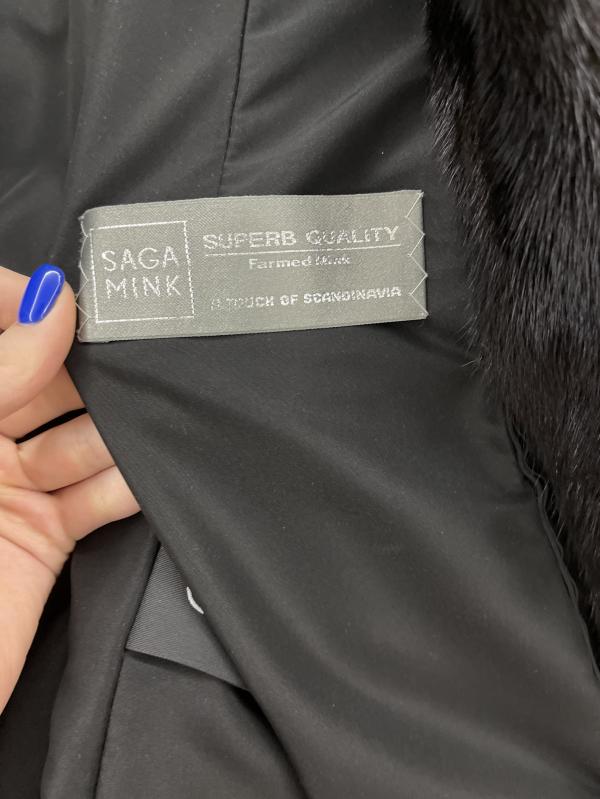 SAGA
MINK
SUPERB QUALITY
Farmed Mink
A TOUCH OF SCANDINAVIA